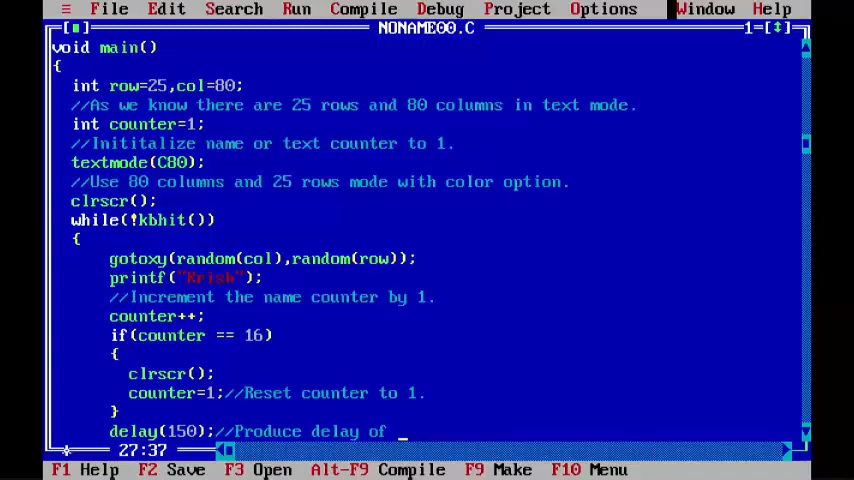 ≡ File Edit Search Run Compile Debug Project Options Window Help
[■] NONAME00.C 1=[↕]
void main()
{
int row=25,col=80;
//As we know there are 25 rows and 80 columns in text mode.
int counter=1;
//Inititalize name or text counter to 1.
textmode(C80);
//Use 80 columns and 25 rows mode with color option.
clrscr();
while(!kbhit())
{
gotoxy(random(col),random(row));
printf("Krish");
//Increment the name counter by 1.
counter++;
if(counter == 16)
{
clrscr();
counter=1;//Reset counter to 1.
}
delay(150);//Produce delay of _
27:37
F1 Help F2 Save F3 Open Alt-F9 Compile F9 Make F10 Menu